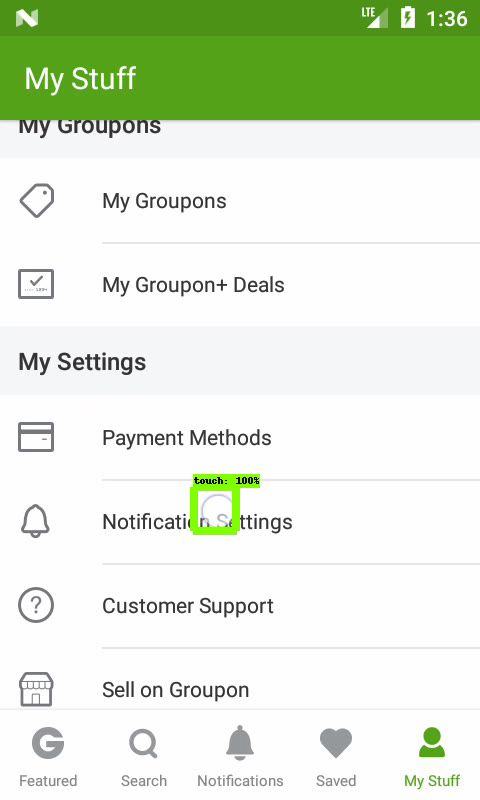 LTE 1:36
My Stuff
My Groupons
My Groupons
My Groupon+ Deals
My Settings
Payment Methods
touch: 100%
Notification Settings
Customer Support
Sell on Groupon
Featured Search Notifications Saved My Stuff